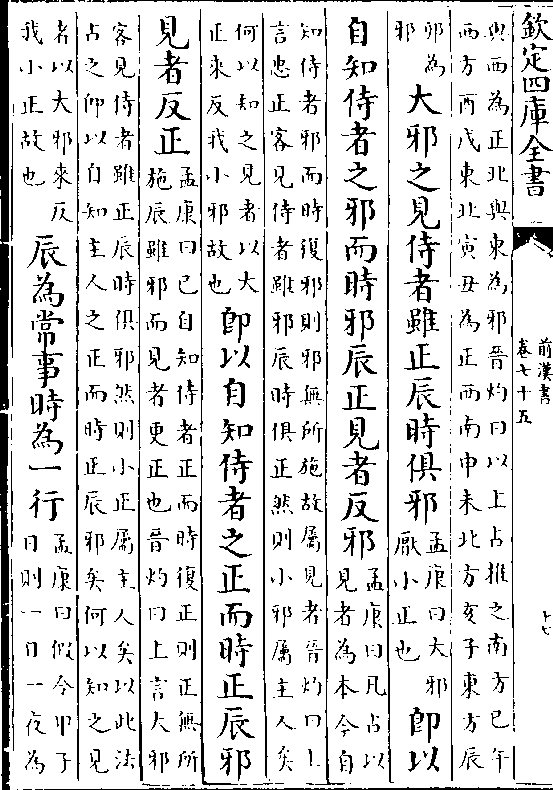 欽定四庫全書
前漢書
卷七十五
十七
與西為正北與東為邪晉灼曰以上占推之南方巳午
西方酉戌東北寅丑為正西南申未北方亥子東方辰
邪為
邪
大邪之見侍者雖正辰時俱邪
孟康曰大邪
厭小正也
即以
自知侍者之邪而時邪辰正見者反邪
孟康曰凡占以
見者為本今自
知侍者邪而時復邪則邪無所施故屬見者晉灼曰上
言忠正客見侍者雖邪辰時俱正然則小邪屬主人矣
何以知之見者以大
正來反我小邪故也
即以自知侍者之正而時正辰邪
見者反正
孟康曰已自知侍者正而時復正則正無所
施辰雖邪而見者更正也晉灼曰上言大邪
客見侍者雖正辰時俱邪然則小正屬主人矣以此法
占之即以自知主人之正而時正辰邪矣何以知之見
者以大邪來反
我小正故也
辰為常事時為一行
孟康曰假令甲子
日則一日一夜為